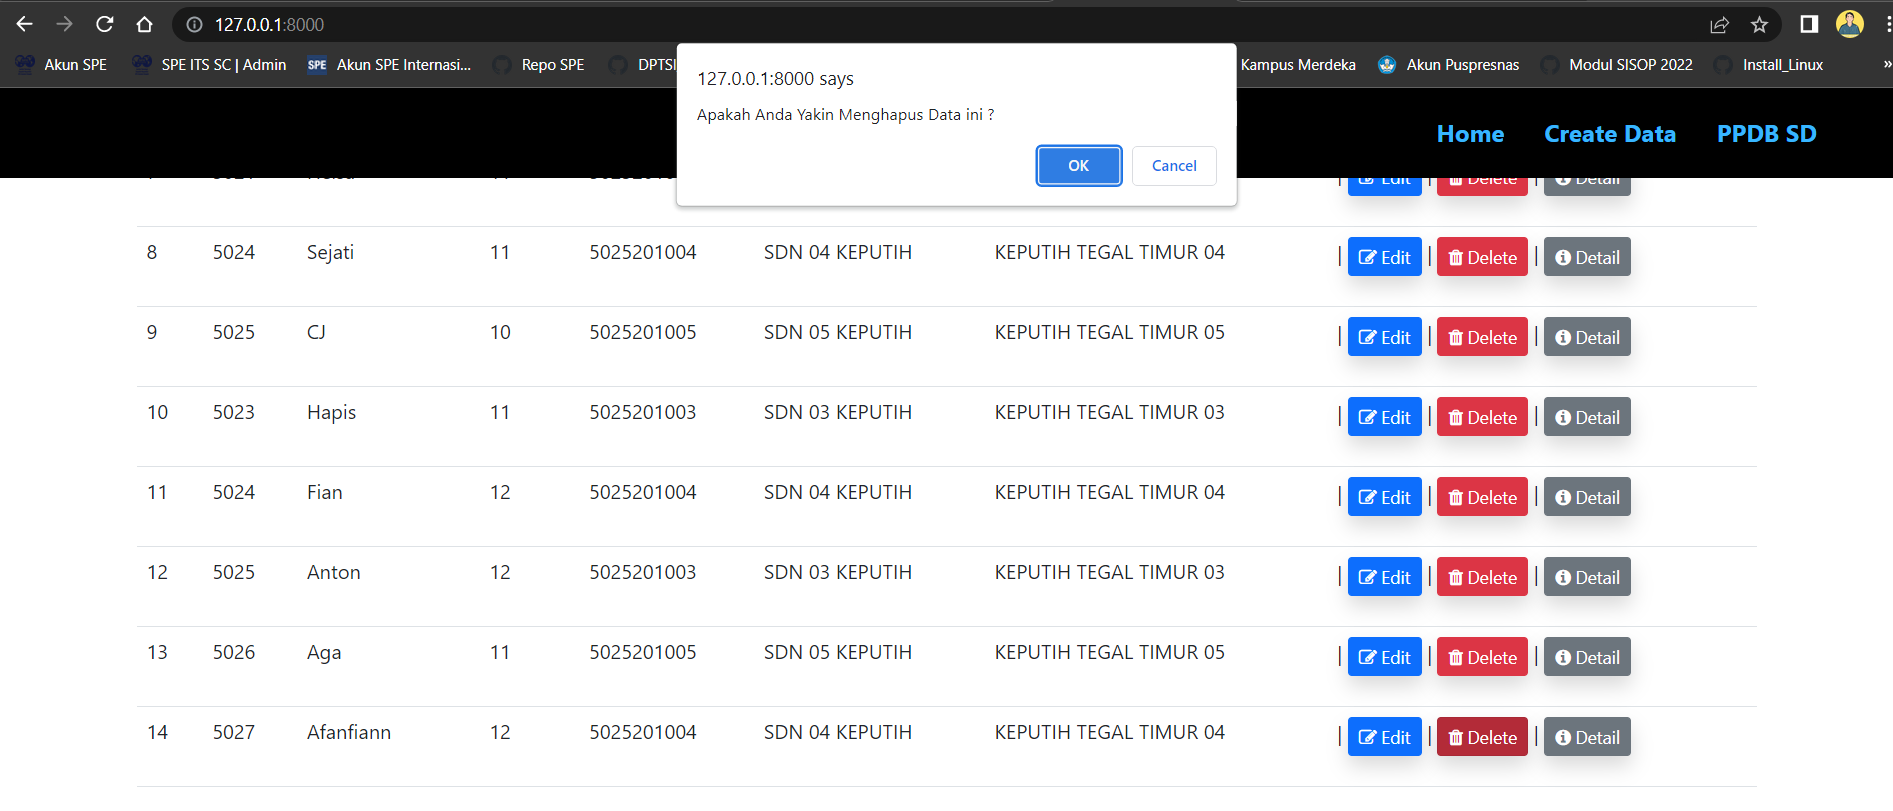 127.0.0.1:8000
Akun SPE SPE ITS SC | Admin SPE Akun SPE Internasi... Repo SPE DPTSI Kampus Merdeka Akun Puspresnas Modul SISOP 2022 Install_Linux »
127.0.0.1:8000 says
Apakah Anda Yakin Menghapus Data ini ?
OK Cancel
Home Create Data PPDB SD
| Edit | Delete | Detail
8 5024 Sejati 11 5025201004 SDN 04 KEPUTIH KEPUTIH TEGAL TIMUR 04 | Edit | Delete | Detail
9 5025 CJ 10 5025201005 SDN 05 KEPUTIH KEPUTIH TEGAL TIMUR 05 | Edit | Delete | Detail
10 5023 Hapis 11 5025201003 SDN 03 KEPUTIH KEPUTIH TEGAL TIMUR 03 | Edit | Delete | Detail
11 5024 Fian 12 5025201004 SDN 04 KEPUTIH KEPUTIH TEGAL TIMUR 04 | Edit | Delete | Detail
12 5025 Anton 12 5025201003 SDN 03 KEPUTIH KEPUTIH TEGAL TIMUR 03 | Edit | Delete | Detail
13 5026 Aga 11 5025201005 SDN 05 KEPUTIH KEPUTIH TEGAL TIMUR 05 | Edit | Delete | Detail
14 5027 Afanfiann 12 5025201004 SDN 04 KEPUTIH KEPUTIH TEGAL TIMUR 04 | Edit | Delete | Detail